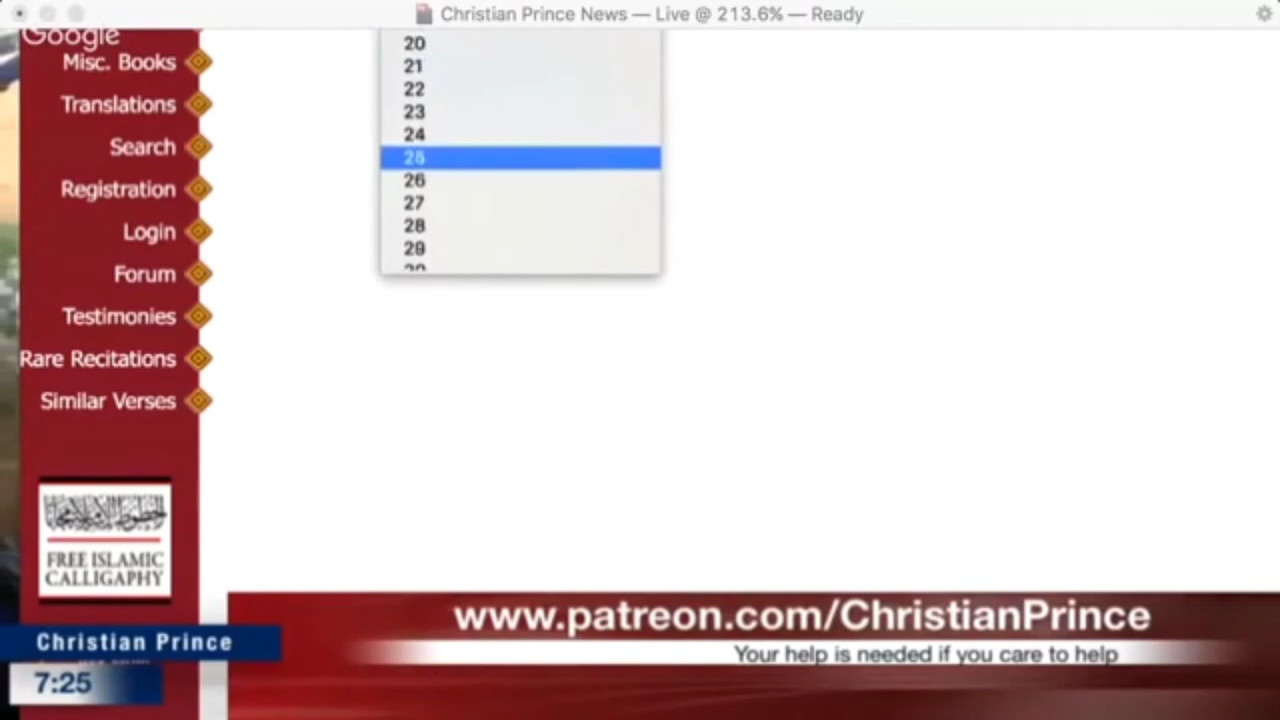 Christian Prince News — Live @ 213.6% — Ready
Google
Misc. Books
Translations
Search
Registration
Login
Forum
Testimonies
Rare Recitations
Similar Verses
20
21
22
23
24
25
26
27
28
29
FREE ISLAMIC
CALLIGAPHY
www.patreon.com/ChristianPrince
Your help is needed if you care to help
Christian Prince
7:25